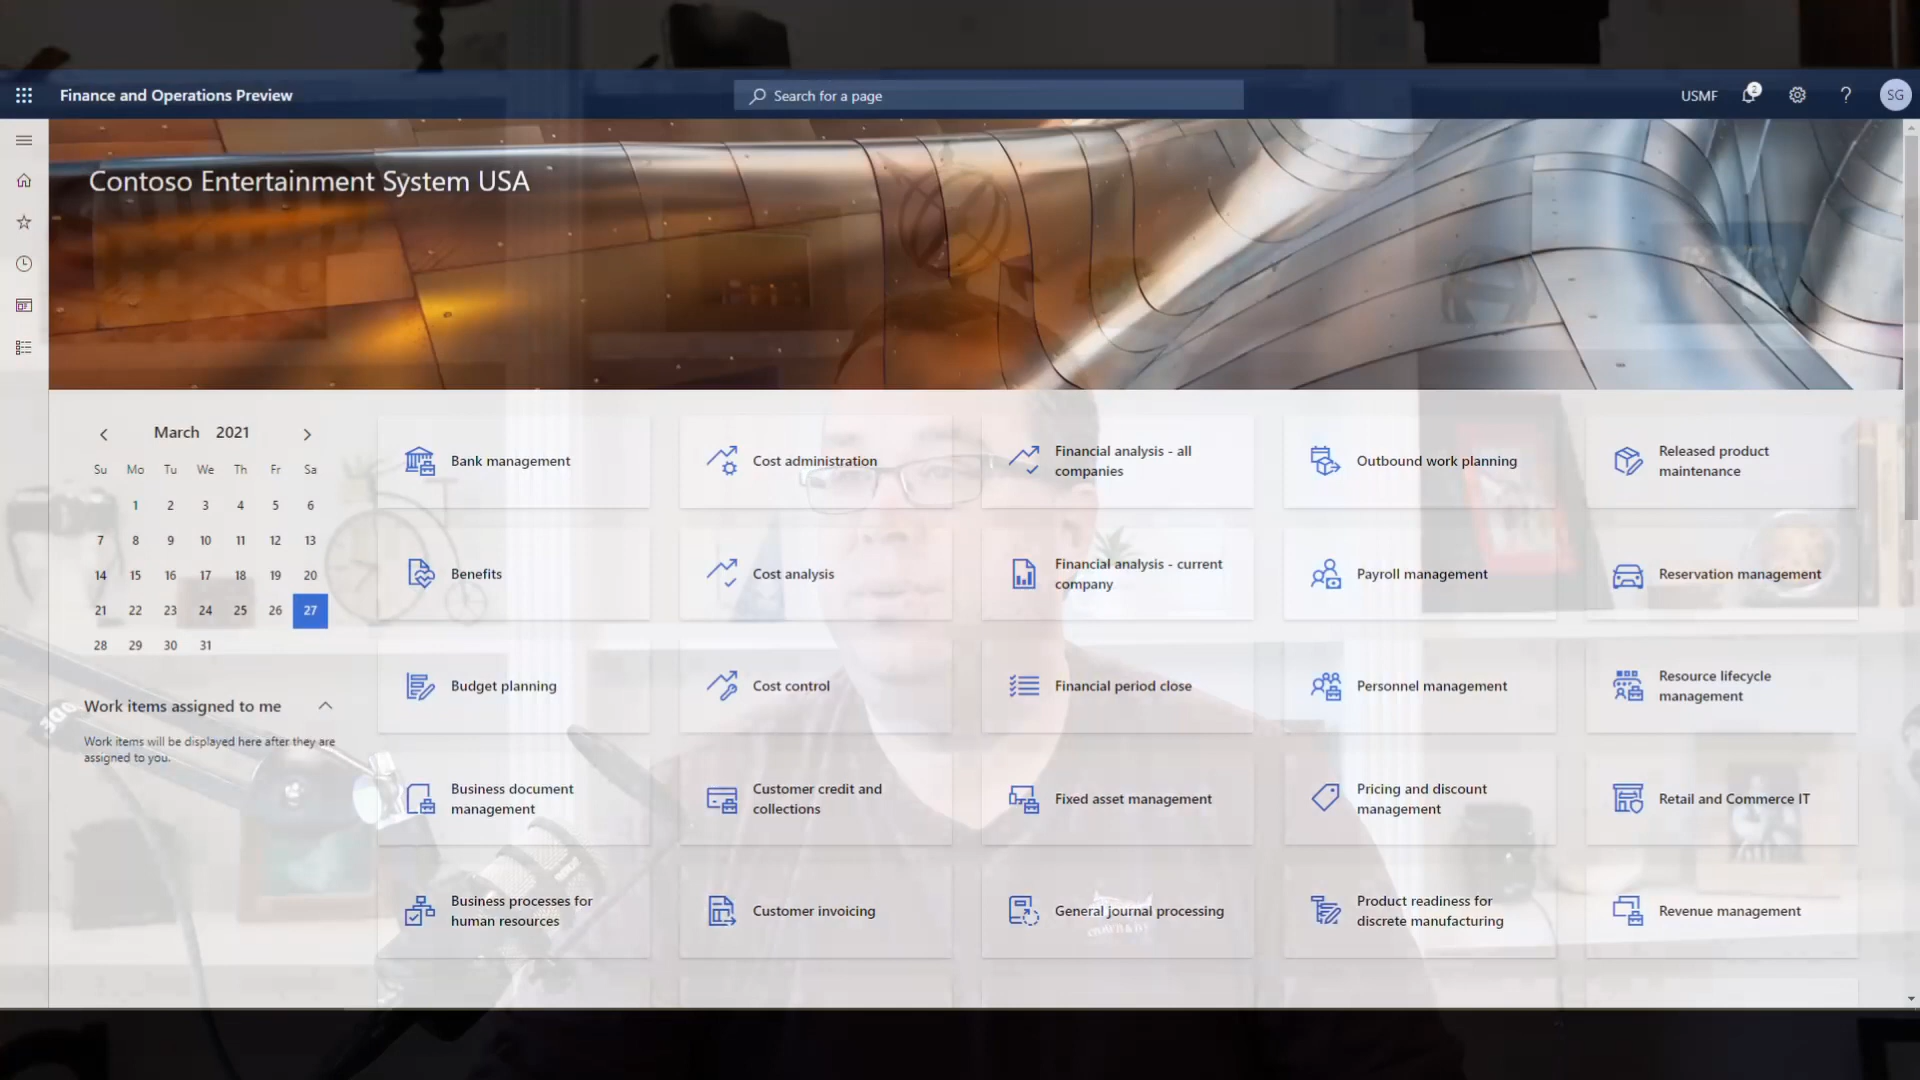 Finance and Operations Preview
Search for a page
USMF
2
?
SG
Contoso Entertainment System USA
March 2021
Su Mo Tu We Th Fr Sa
1 2 3 4 5 6
7 8 9 10 11 12 13
14 15 16 17 18 19 20
21 22 23 24 25 26 27
28 29 30 31
Work items assigned to me
Work items will be displayed here after they are
assigned to you.
Bank management
Cost administration
Financial analysis - all
companies
Outbound work planning
Released product
maintenance
Benefits
Cost analysis
Financial analysis - current
company
Payroll management
Reservation management
Budget planning
Cost control
Financial period close
Personnel management
Resource lifecycle
management
Business document
management
Customer credit and
collections
Fixed asset management
Pricing and discount
management
Retail and Commerce IT
Business processes for
human resources
Customer invoicing
General journal processing
Product readiness for
discrete manufacturing
Revenue management